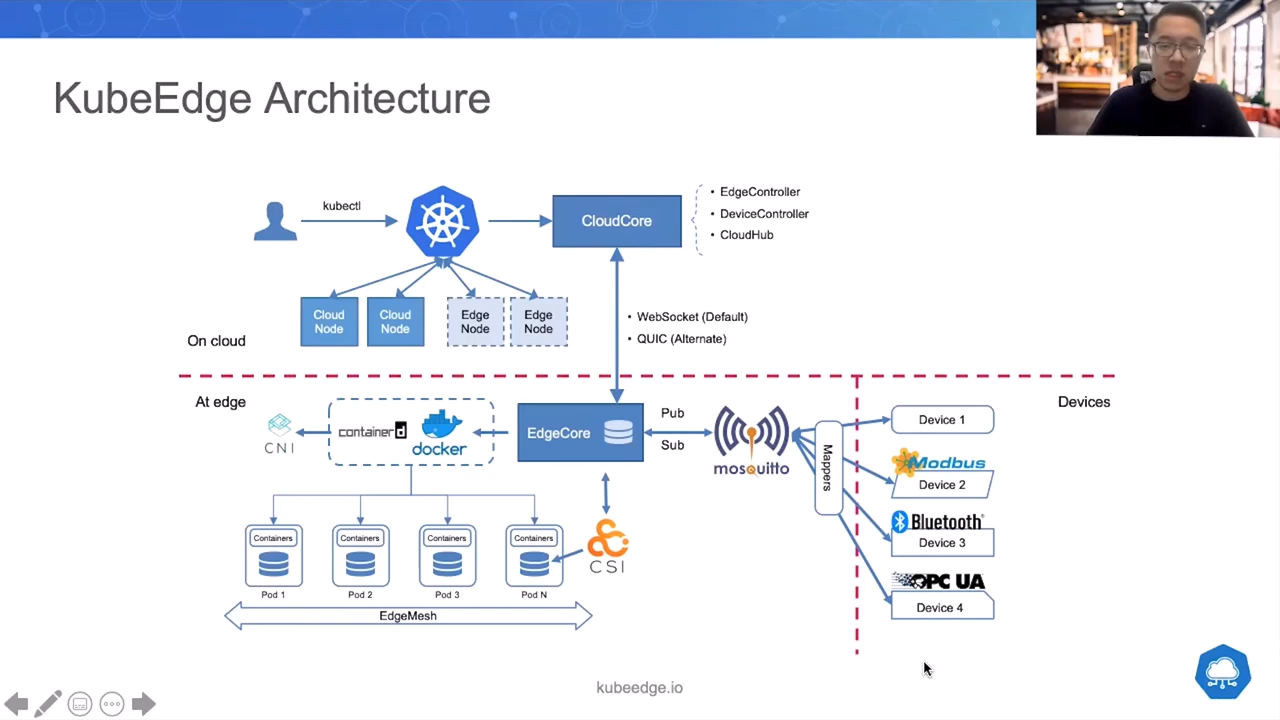 KubeEdge Architecture
kubectl
CloudCore
• EdgeController
• DeviceController
• CloudHub
Cloud
Node
Cloud
Node
Edge
Node
Edge
Node
• WebSocket (Default)
• QUIC (Alternate)
On cloud
At edge
Devices
CNI
containerd
docker
EdgeCore
Pub
Sub
mosquitto
Mappers
Device 1
Modbus
Device 2
Bluetooth®
Device 3
OPC UA
Device 4
Containers
Containers
Containers
Containers
CSI
Pod 1
Pod 2
Pod 3
Pod N
EdgeMesh
kubeedge.io